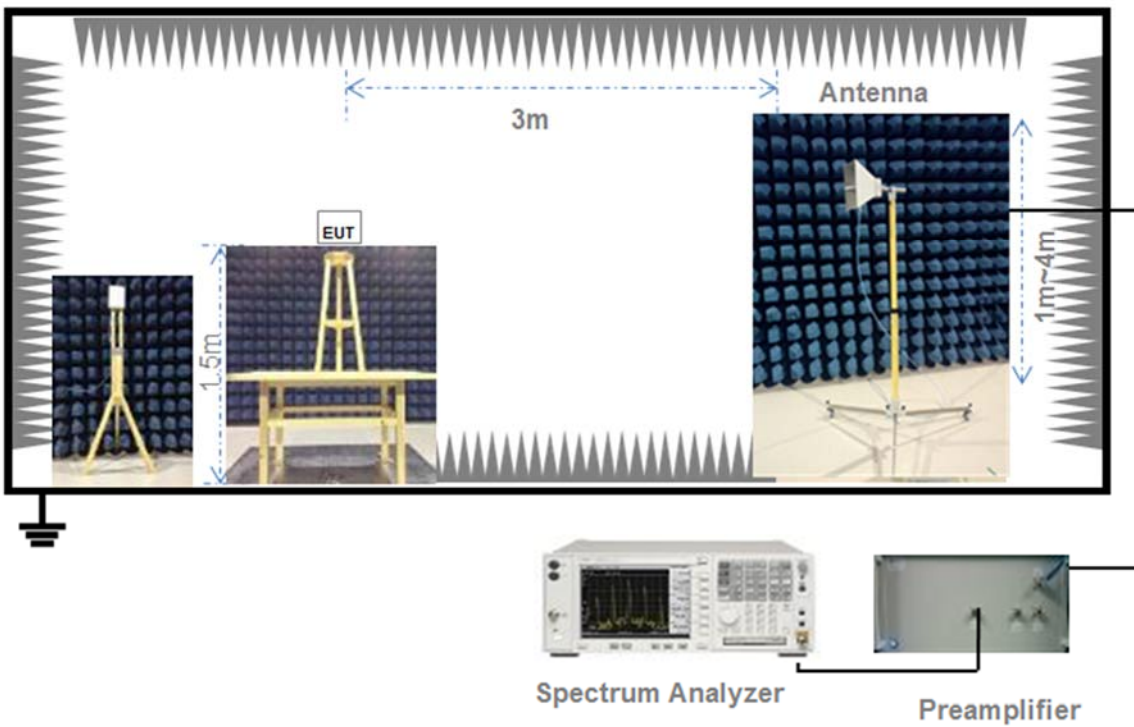 Antenna
3m
EUT
1.5m
1m~4m
Spectrum Analyzer
Preamplifier